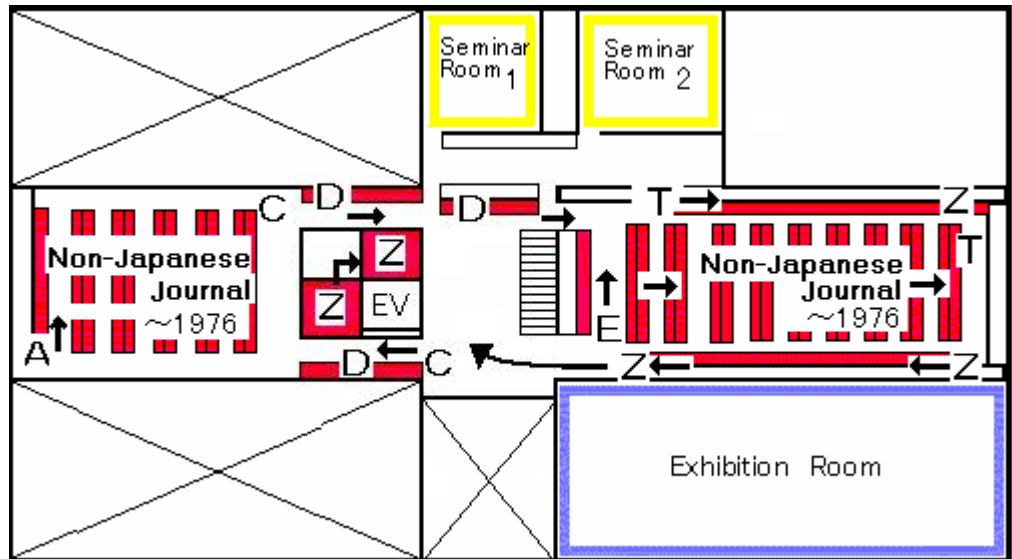 Seminar
Room 1
Seminar
Room 2
C
D
D
T
Z
Non-Japanese
Journal
～1976
Z
Z
EV
Non-Japanese
Journal
～1976
T
A
E
D
C
Z
Z
Exhibition Room